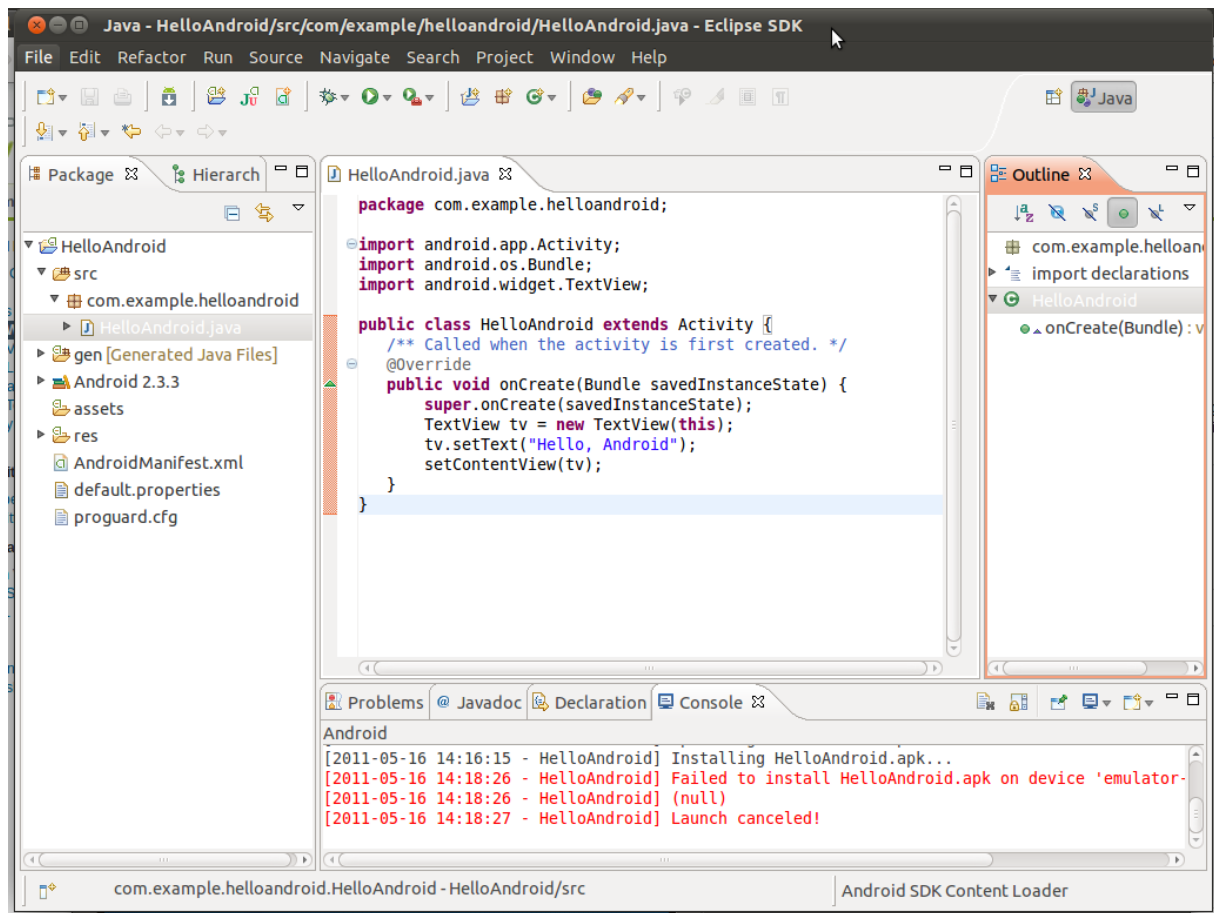 Java - HelloAndroid/src/com/example/helloandroid/HelloAndroid.java - Eclipse SDK
File Edit Refactor Run Source Navigate Search Project Window Help
Java
Package
Hierarch
HelloAndroid
src
com.example.helloandroid
HelloAndroid.java
gen [Generated Java Files]
Android 2.3.3
assets
res
AndroidManifest.xml
default.properties
proguard.cfg
HelloAndroid.java
package com.example.helloandroid;
import android.app.Activity;
import android.os.Bundle;
import android.widget.TextView;
public class HelloAndroid extends Activity {
/** Called when the activity is first created. */
@Override
public void onCreate(Bundle savedInstanceState) {
super.onCreate(savedInstanceState);
TextView tv = new TextView(this);
tv.setText("Hello, Android");
setContentView(tv);
}
}
Outline
com.example.helloan
import declarations
HelloAndroid
onCreate(Bundle) : v
Problems @ Javadoc Declaration Console
Android
[2011-05-16 14:16:15 - HelloAndroid] Installing HelloAndroid.apk...
[2011-05-16 14:18:26 - HelloAndroid] Failed to install HelloAndroid.apk on device 'emulator-
[2011-05-16 14:18:26 - HelloAndroid] (null)
[2011-05-16 14:18:27 - HelloAndroid] Launch canceled!
com.example.helloandroid.HelloAndroid - HelloAndroid/src
Android SDK Content Loader